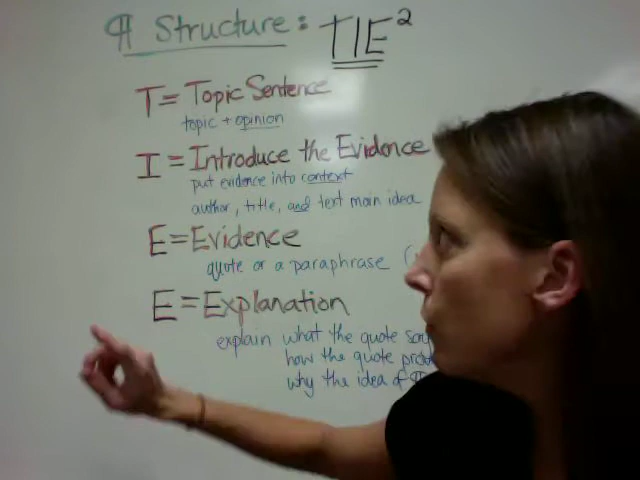 ¶ Structure: TIE²
T = Topic Sentence
topic + opinion
I = Introduce the Evidence
put evidence into context
author, title, and text main idea
E = Evidence
quote or a paraphrase (
E = Explanation
explain what the quote say
how the quote
why the idea of ¶